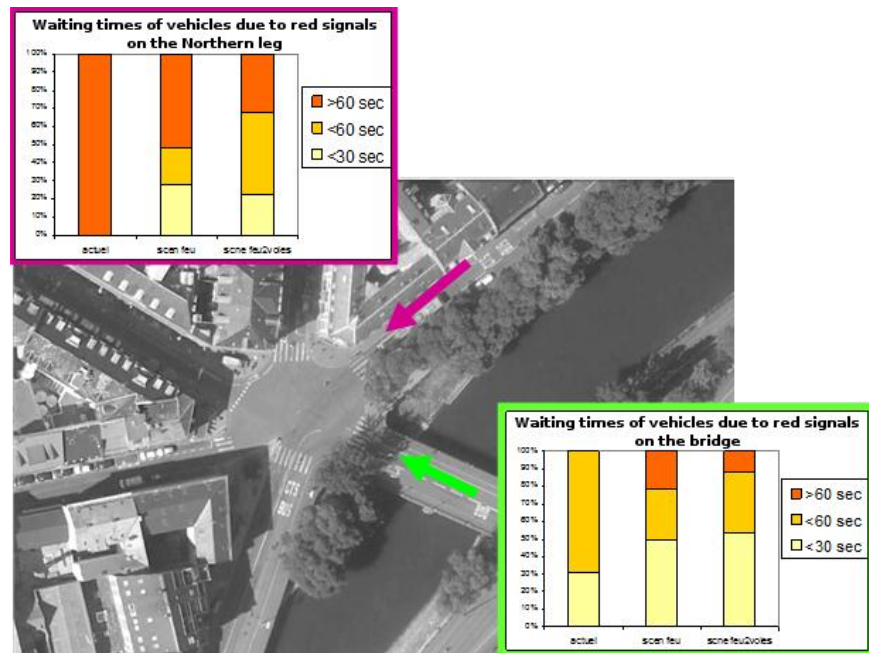 Waiting times of vehicles due to red signals
on the Northern leg
100%
90%
80%
70%
60%
50%
40%
30%
20%
10%
0%
actuel
scen feu
scne feu2voies
>60 sec
<60 sec
<30 sec
BUS
Waiting times of vehicles due to red signals
on the bridge
100%
90%
80%
70%
60%
50%
40%
30%
20%
10%
0%
actuel
scen feu
scne feu2voies
>60 sec
<60 sec
<30 sec